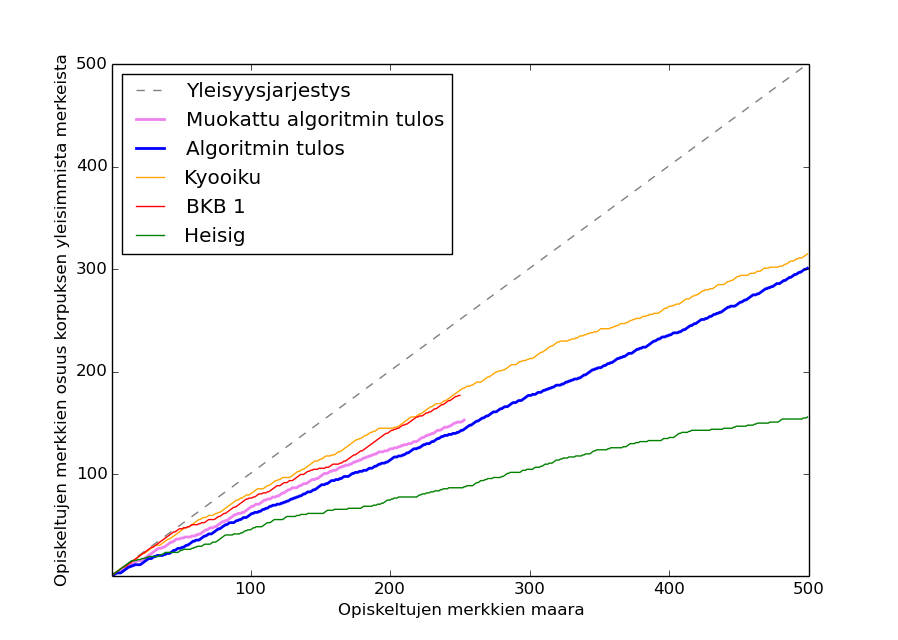 500
400
300
200
100
Opiskeltujen merkkien osuus korpuksen yleisimmista merkeista
Yleisyysjarjestys
Muokattu algoritmin tulos
Algoritmin tulos
Kyooiku
BKB 1
Heisig
100 200 300 400 500
Opiskeltujen merkkien maara